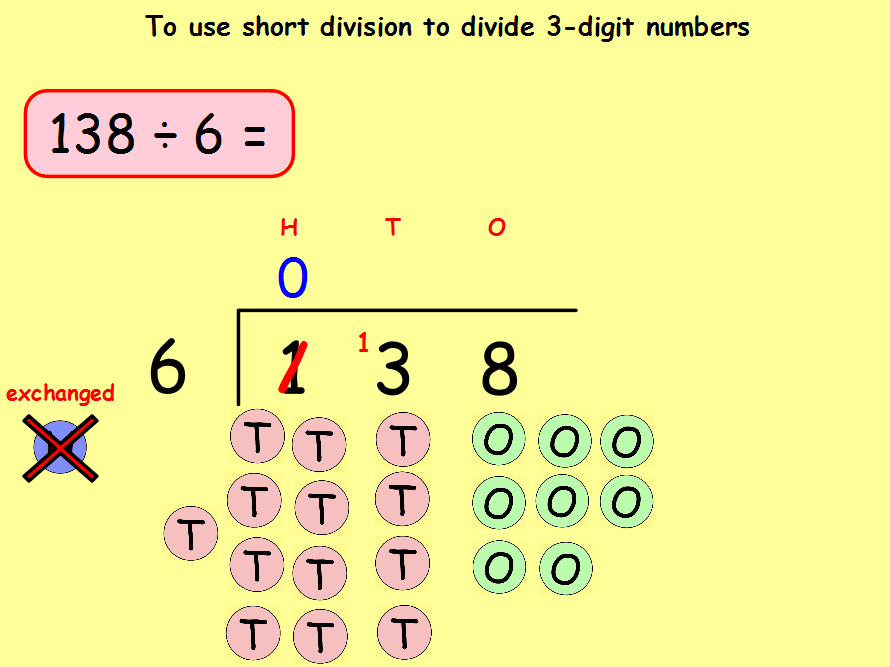 To use short division to divide 3-digit numbers
138 ÷ 6 =
H T O
0
6 1 1 3 8
exchanged
T T T O O O
T T T O O O
T
T T T O O
T T T